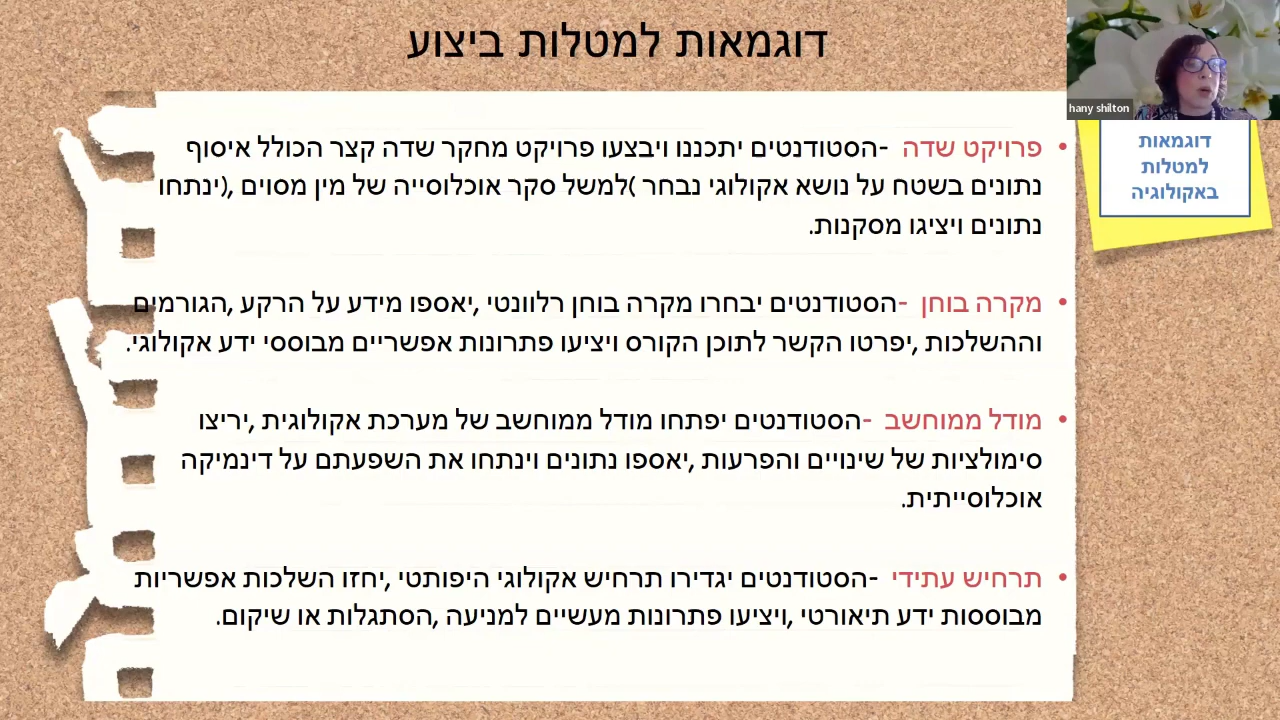 דוגמאות למטלות ביצוע
hany shilton
דוגמאות
למטלות
באקולוגיה
• פרויקט שדה -הסטודנטים יתכננו ויבצעו פרויקט מחקר שדה קצר הכולל איסוף
נתונים בשטח על נושא אקולוגי נבחר )למשל סקר אוכלוסייה של מין מסוים ,(ינתחו
נתונים ויציגו מסקנות.
• מקרה בוחן -הסטודנטים יבחרו מקרה בוחן רלוונטי ,יאספו מידע על הרקע ,הגורמים
וההשלכות ,יפרטו הקשר לתוכן הקורס ויציעו פתרונות אפשריים מבוססי ידע אקולוגי.
• מודל ממוחשב -הסטודנטים יפתחו מודל ממוחשב של מערכת אקולוגית ,יריצו
סימולציות של שינויים והפרעות ,יאספו נתונים וינתחו את השפעתם על דינמיקה
אוכלוסייתית.
• תרחיש עתידי -הסטודנטים יגדירו תרחיש אקולוגי היפותטי ,יחזו השלכות אפשריות
מבוססות ידע תיאורטי ,ויציעו פתרונות מעשיים למניעה ,הסתגלות או שיקום.